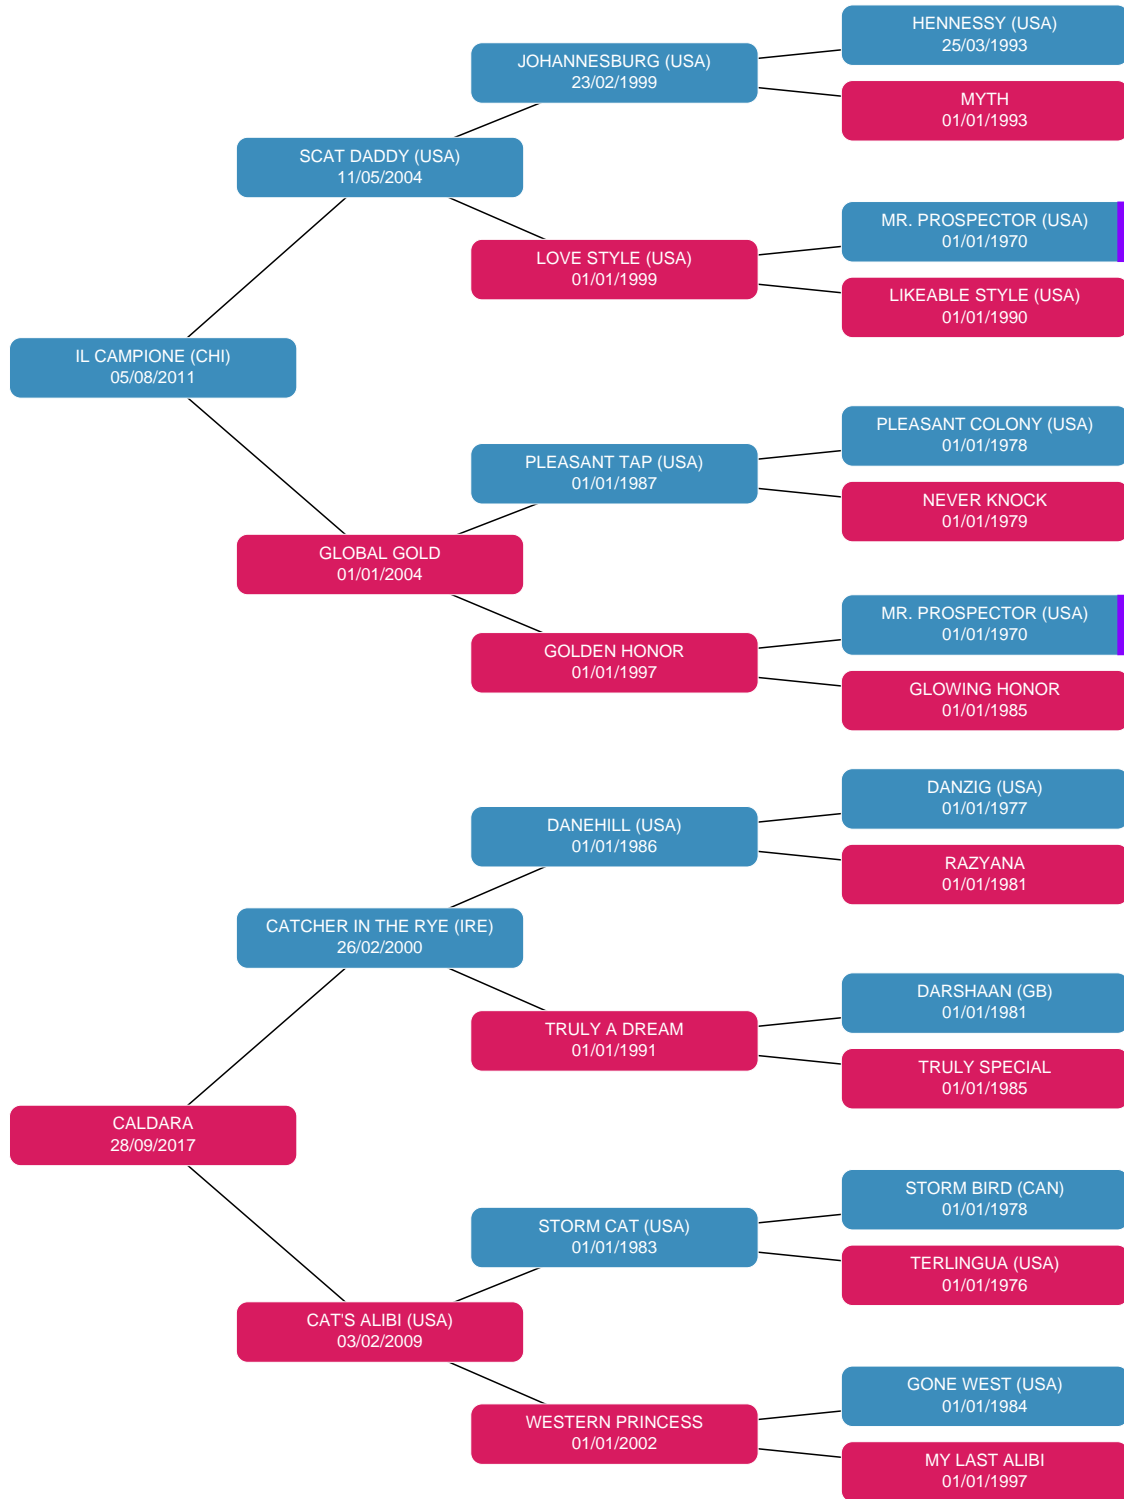 HENNESSY (USA)
25/03/1993
JOHANNESBURG (USA)
23/02/1999
MYTH
01/01/1993
SCAT DADDY (USA)
11/05/2004
MR. PROSPECTOR (USA)
01/01/1970
LOVE STYLE (USA)
01/01/1999
LIKEABLE STYLE (USA)
01/01/1990
IL CAMPIONE (CHI)
05/08/2011
PLEASANT COLONY (USA)
01/01/1978
PLEASANT TAP (USA)
01/01/1987
NEVER KNOCK
01/01/1979
GLOBAL GOLD
01/01/2004
MR. PROSPECTOR (USA)
01/01/1970
GOLDEN HONOR
01/01/1997
GLOWING HONOR
01/01/1985
DANZIG (USA)
01/01/1977
DANEHILL (USA)
01/01/1986
RAZYANA
01/01/1981
CATCHER IN THE RYE (IRE)
26/02/2000
DARSHAAN (GB)
01/01/1981
TRULY A DREAM
01/01/1991
TRULY SPECIAL
01/01/1985
CALDARA
28/09/2017
STORM BIRD (CAN)
01/01/1978
STORM CAT (USA)
01/01/1983
TERLINGUA (USA)
01/01/1976
CAT'S ALIBI (USA)
03/02/2009
GONE WEST (USA)
01/01/1984
WESTERN PRINCESS
01/01/2002
MY LAST ALIBI
01/01/1997